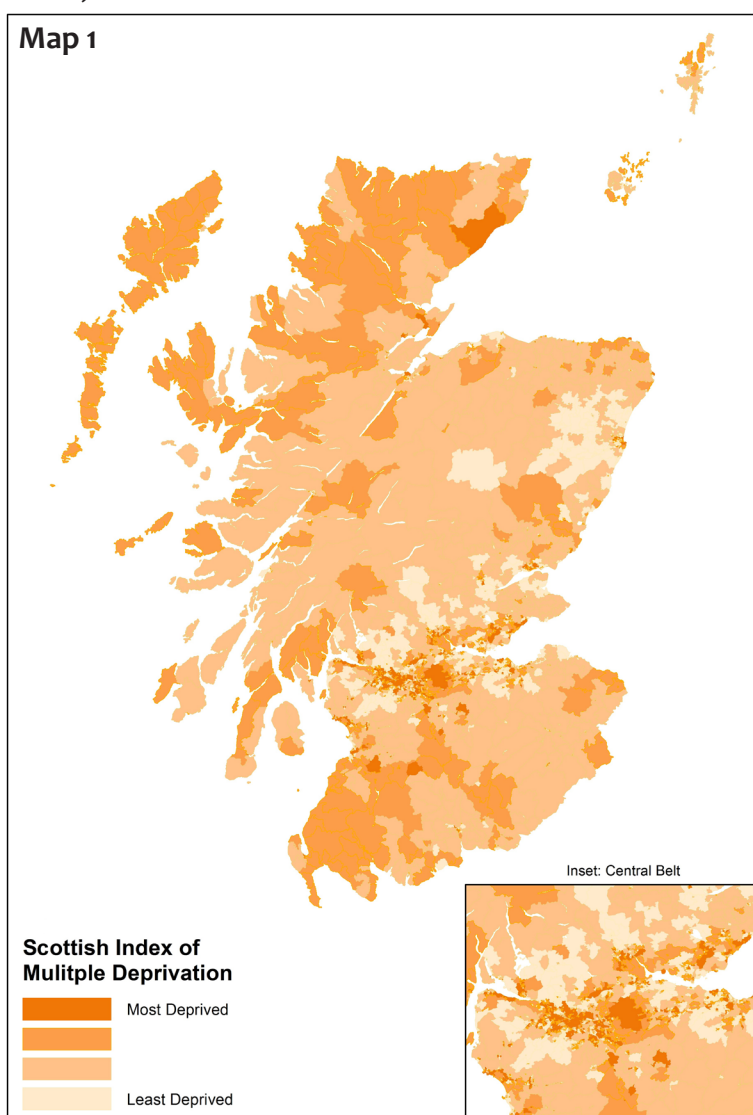 Map 1
Inset: Central Belt
Scottish Index of
Mulitple Deprivation
Most Deprived
Least Deprived